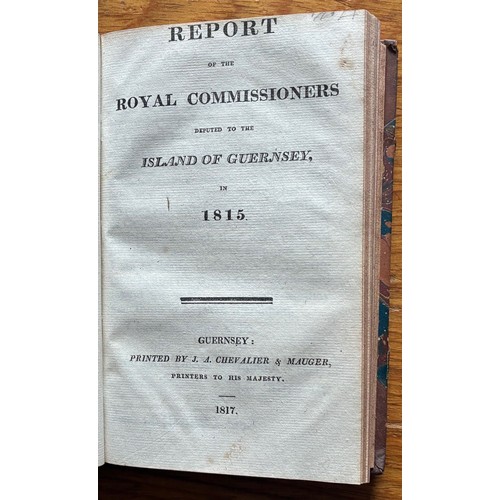 REPORT
OF THE
ROYAL COMMISSIONERS
DEPUTED TO THE
ISLAND OF GUERNSEY,
IN
1815.
GUERNSEY:
PRINTED BY J. A. CHEVALIER & MAUGER,
PRINTERS TO HIS MAJESTY.
1817.